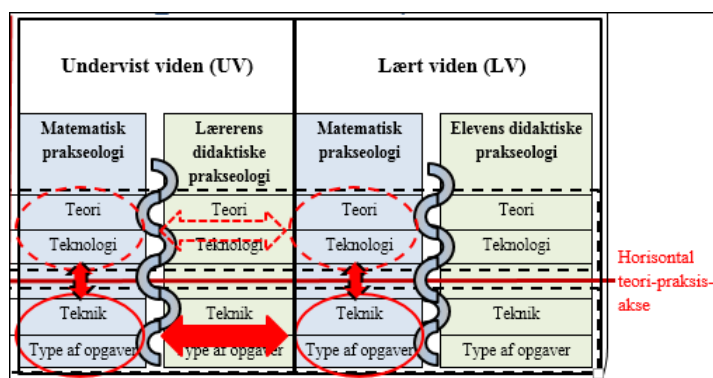 Undervist viden (UV)
Lært viden (LV)
Matematisk
prakseologi
Lærerens
didaktiske
prakseologi
Matematisk
prakseologi
Elevens didaktiske
prakseologi
Teori
Teori
Teori
Teori
Teknologi
Teknologi
Teknologi
Teknologi
Horisontal
teori-praksis-
akse
Teknik
Teknik
Teknik
Teknik
Type af opgaver
Type af opgaver
Type af opgaver
Type af opgaver